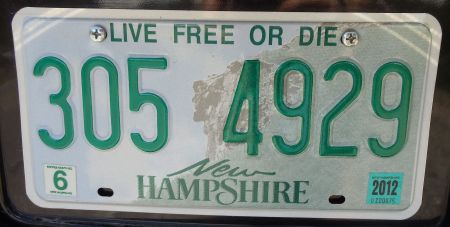 LIVE FREE OR DIE
305 4929
New
HAMPSHIRE
6
2012